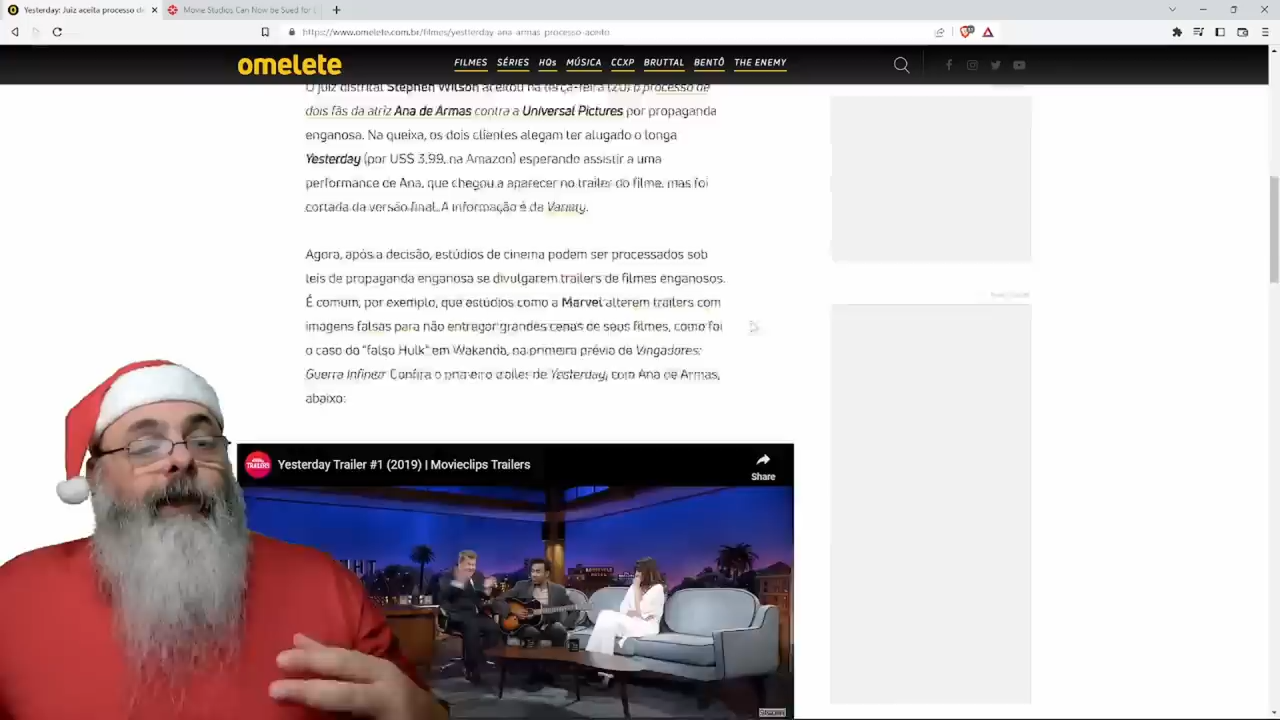 Yesterday: Juiz aceita processo de
Movie Studios Can Now be Sued for D
https://www.omelete.com.br/filmes/yestterday-ana-armas-processo-aceito
omelete
FILMES SÉRIES HQs MÚSICA CCXP BRUTTAL BENTÔ THE ENEMY
O juiz distrital Stephen Wilson aceitou na terça-feira (20) o processo de
dois fãs da atriz Ana de Armas contra a Universal Pictures por propaganda
enganosa. Na queixa, os dois clientes alegam ter alugado o longa
Yesterday (por US$ 3,99, na Amazon) esperando assistir a uma
performance de Ana, que chegou a aparecer no trailer do filme, mas foi
cortada da versão final. A informação é da Variety.
Agora, após a decisão, estúdios de cinema podem ser processados sob
leis de propaganda enganosa se divulgarem trailers de filmes enganosos.
É comum, por exemplo, que estúdios como a Marvel alterem trailers com
imagens falsas para não entregar grandes cenas de seus filmes, como foi
o caso do "falso Hulk" em Wakanda, na primeira prévia de Vingadores:
Guerra Infinita. Confira o primeiro trailer de Yesterday, com Ana de Armas,
abaixo:
TRAILERS
Yesterday Trailer #1 (2019) | Movieclips Trailers
Share